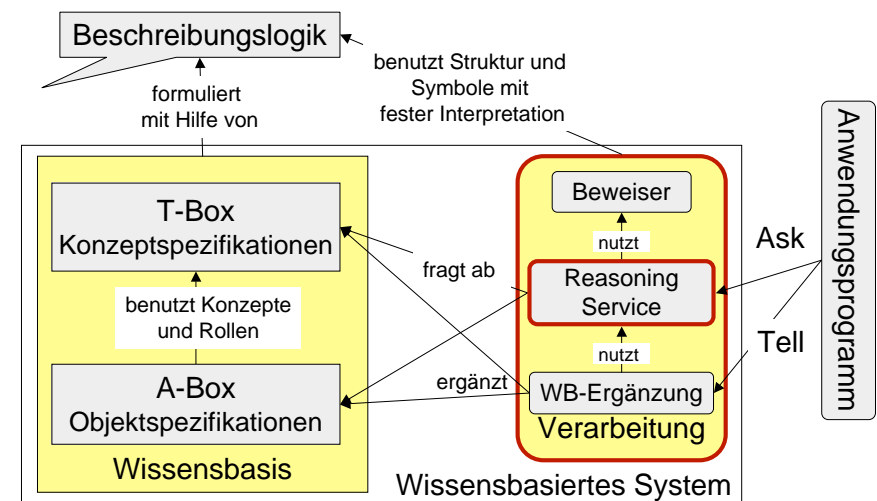 Beschreibungslogik
benutzt Struktur und
Symbole mit
fester Interpretation
formuliert
mit Hilfe von
T-Box
Konzeptspezifikationen
benutzt Konzepte
und Rollen
A-Box
Objektspezifikationen
Wissensbasis
fragt ab
ergänzt
Beweiser
nutzt
Reasoning
Service
nutzt
WB-Ergänzung
Verarbeitung
Wissensbasiertes System
Ask
Tell
Anwendungsprogramm